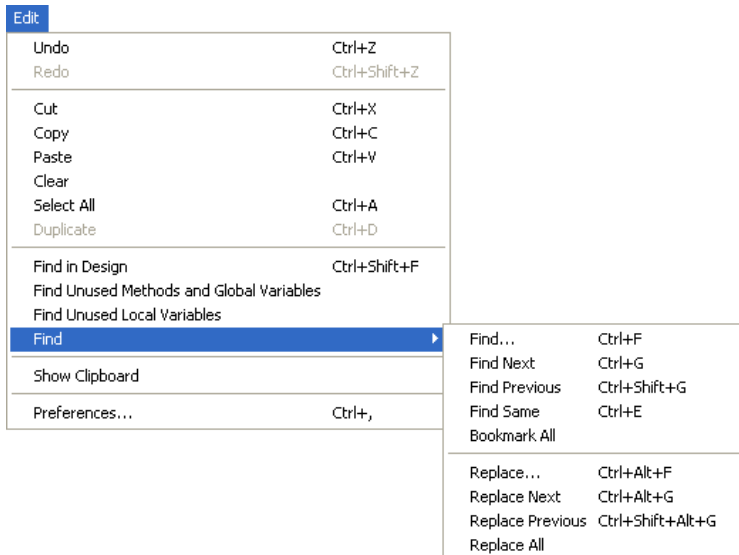 Edit
Undo Ctrl+Z
Redo Ctrl+Shift+Z
Cut Ctrl+X
Copy Ctrl+C
Paste Ctrl+V
Clear
Select All Ctrl+A
Duplicate Ctrl+D
Find in Design Ctrl+Shift+F
Find Unused Methods and Global Variables
Find Unused Local Variables
Find
Show Clipboard
Preferences... Ctrl+,
Find... Ctrl+F
Find Next Ctrl+G
Find Previous Ctrl+Shift+G
Find Same Ctrl+E
Bookmark All
Replace... Ctrl+Alt+F
Replace Next Ctrl+Alt+G
Replace Previous Ctrl+Shift+Alt+G
Replace All